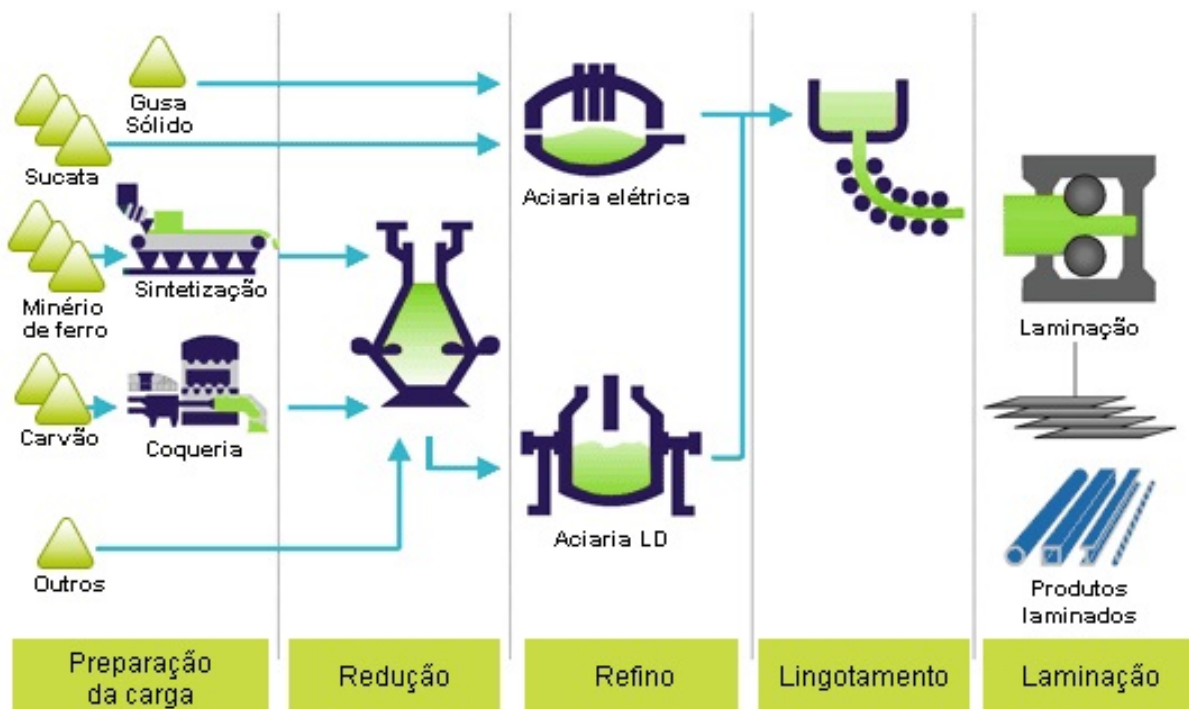 Gusa
Sólido
Sucata
Aciaria elétrica
Sintetização
Minério
de ferro
Laminação
Carvão
Coqueria
Aciaria LD
Outros
Produtos
laminados
Preparação
da carga
Redução
Refino
Lingotamento
Laminação